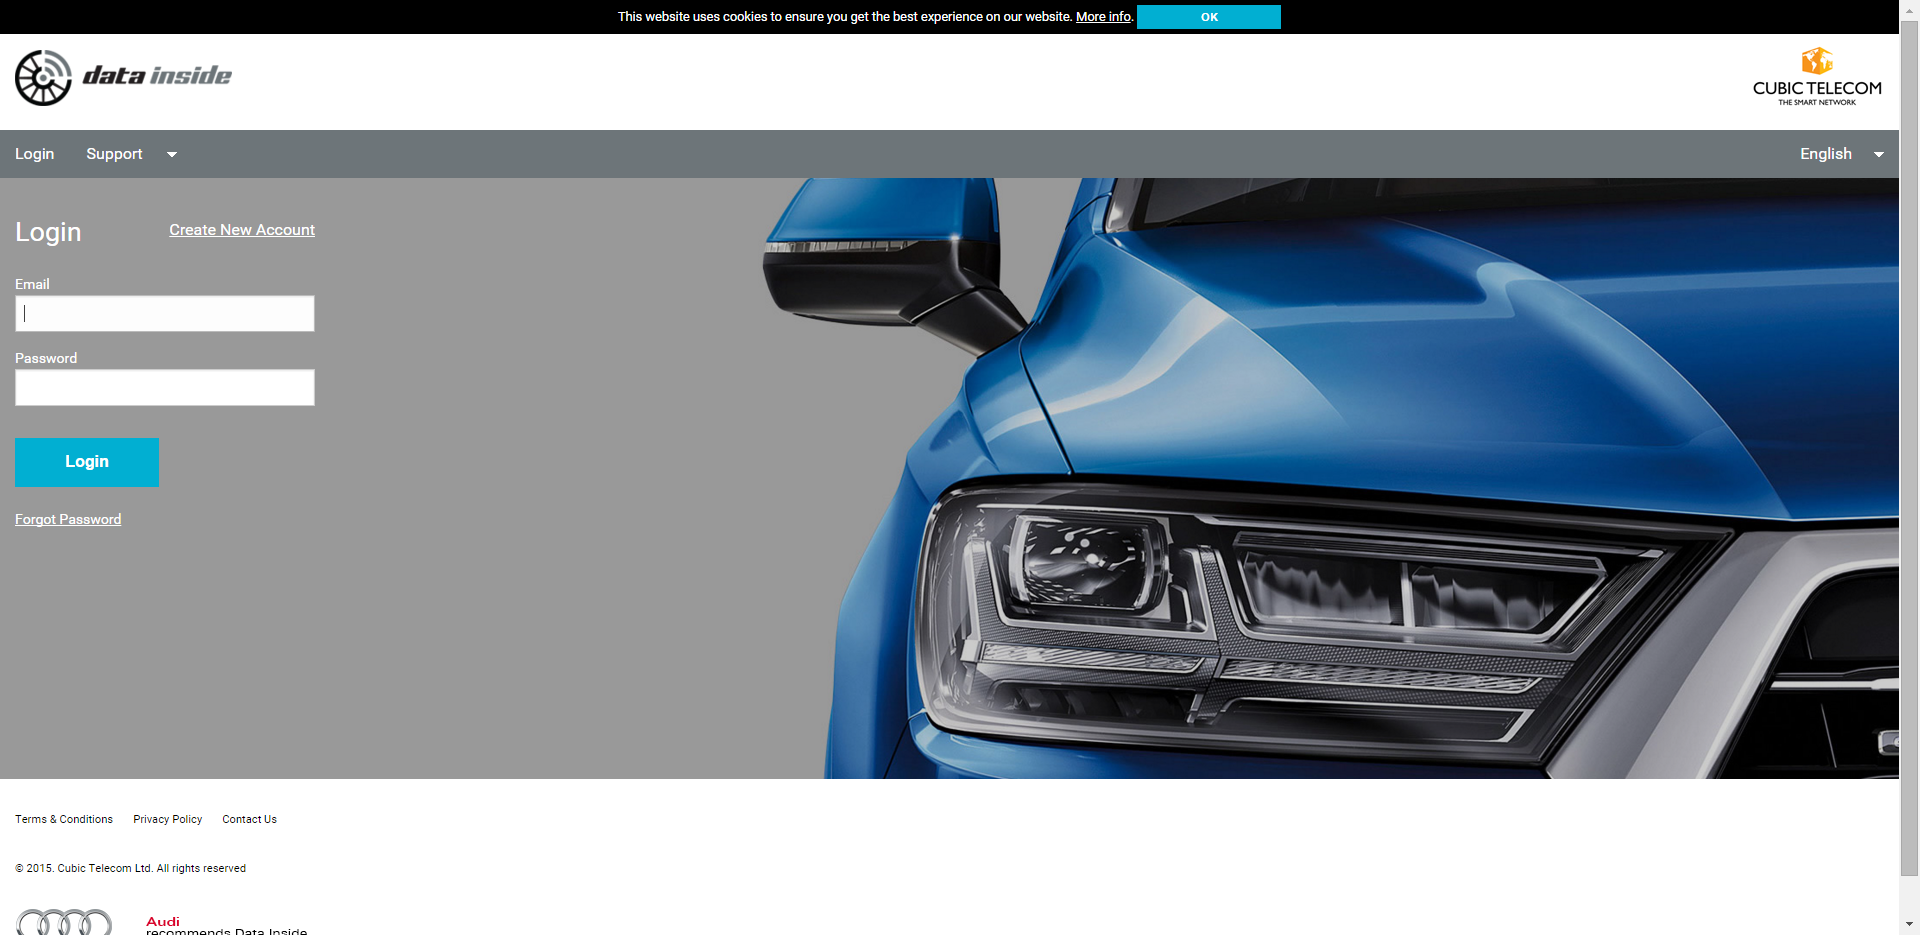 This website uses cookies to ensure you get the best experience on our website. More info. OK
data inside
CUBIC TELECOM
THE SMART NETWORK
Login Support English
Login Create New Account
Email
Password
Login
Forgot Password
Terms & Conditions Privacy Policy Contact Us
© 2015. Cubic Telecom Ltd. All rights reserved
Audi
recommends Data Inside